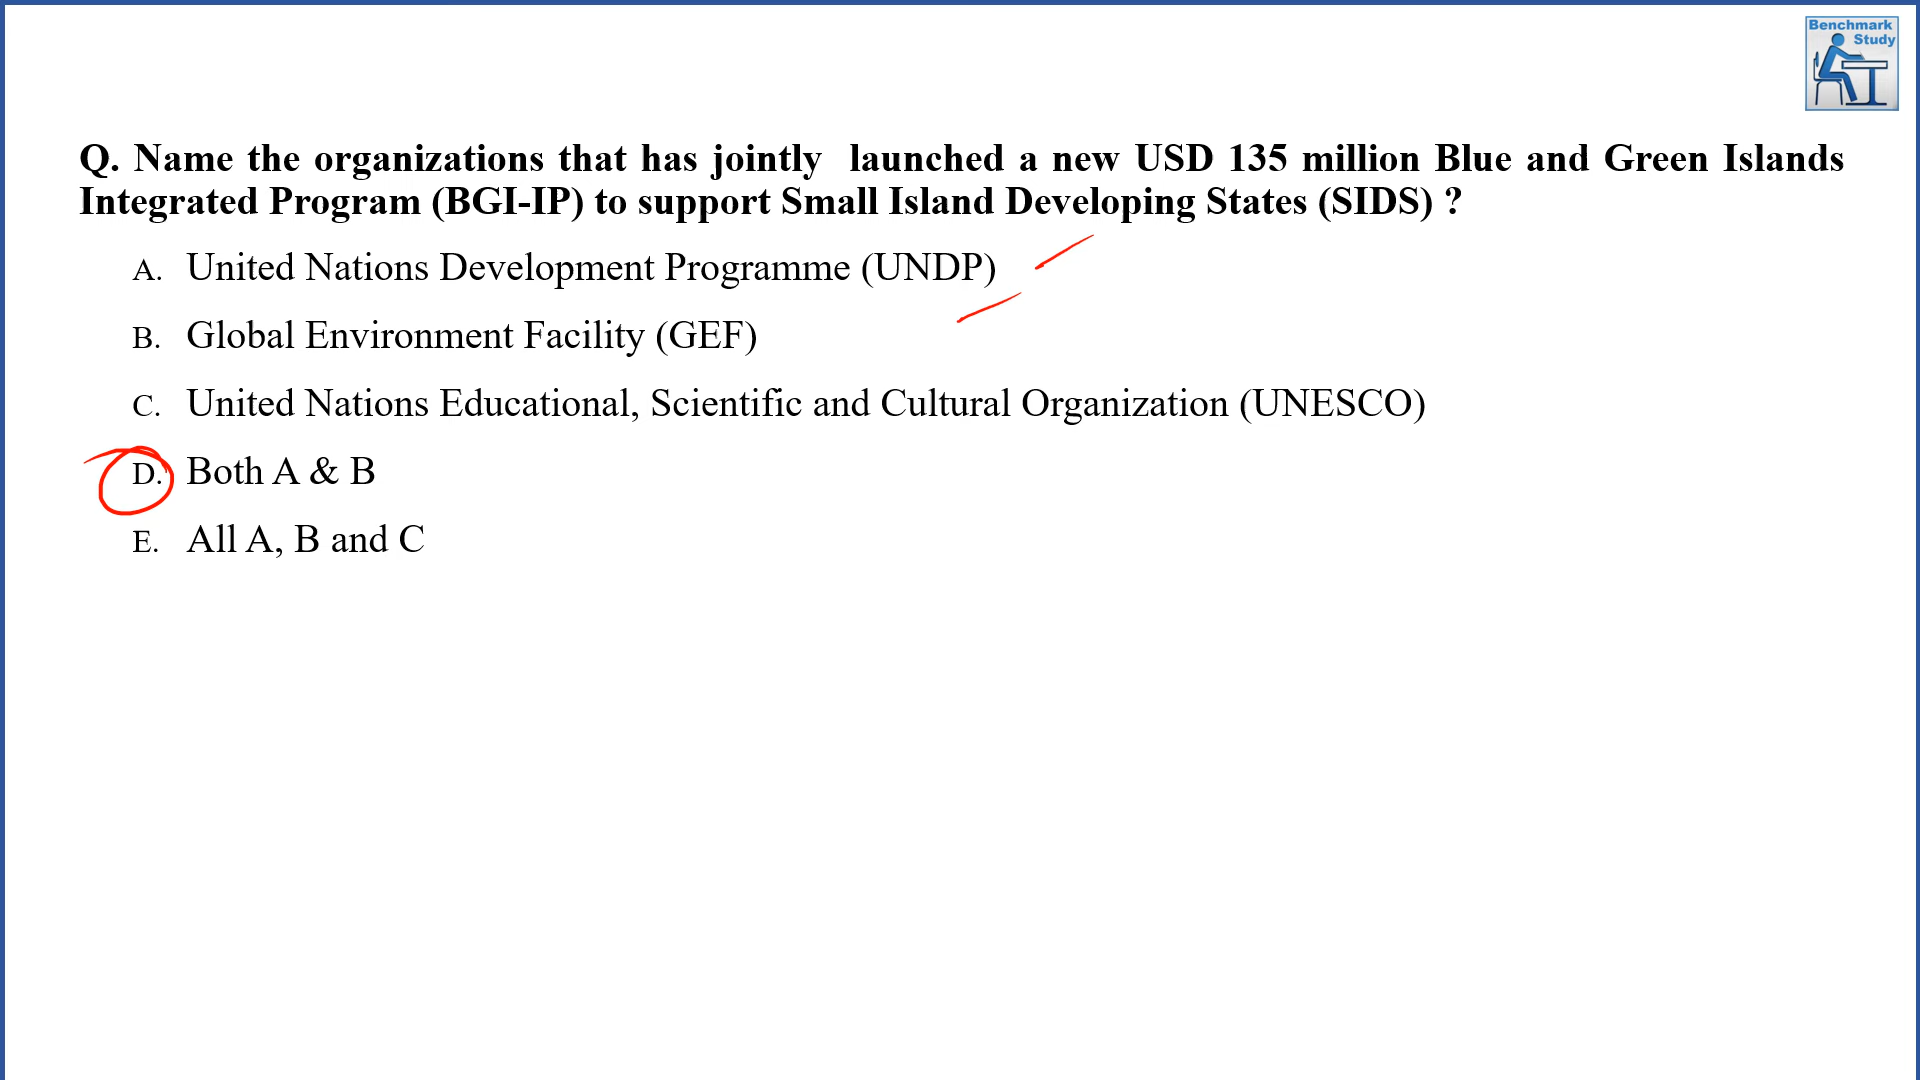 Benchmark
Study
Q. Name the organizations that has jointly launched a new USD 135 million Blue and Green Islands
Integrated Program (BGI-IP) to support Small Island Developing States (SIDS) ?
A. United Nations Development Programme (UNDP)
B. Global Environment Facility (GEF)
C. United Nations Educational, Scientific and Cultural Organization (UNESCO)
D. Both A & B
E. All A, B and C